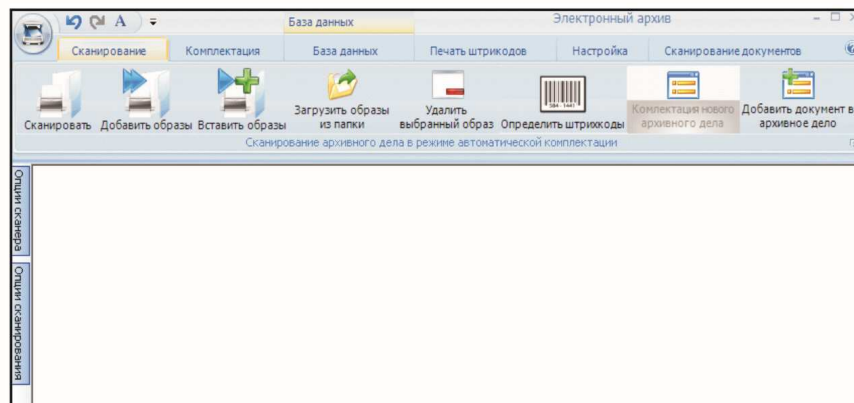 A База данных Электронный архив
Сканирование Комплектация База данных Печать штрикодов Настройка Сканирование документов
Сканировать Добавить образы Вставить образы Загрузить образы из папки Удалить выбранный образ Определить штрихкоды Комлектация нового архивного дела Добавить документ в архивное дело
Сканирование архивного дела в режиме автоматической комплектации
Опции сканера
Опции сканирования